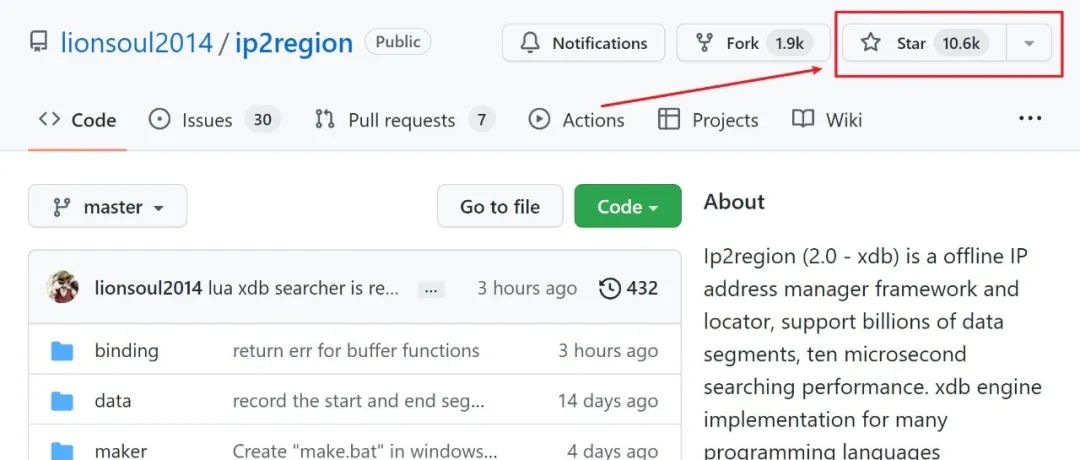 lionsoul2014 / ip2region Public Notifications Fork 1.9k Star 10.6k
Code Issues 30 Pull requests 7 Actions Projects Wiki ...
master Go to file Code
lionsoul2014 lua xdb searcher is re... ... 3 hours ago 432
binding return err for buffer functions 3 hours ago
data record the start and end seg... 14 days ago
maker Create "make.bat" in windows... 4 days ago
About
Ip2region (2.0 - xdb) is a offline IP
address manager framework and
locator, support billions of data
segments, ten microsecond
searching performance. xdb engine
implementation for many
programming languages